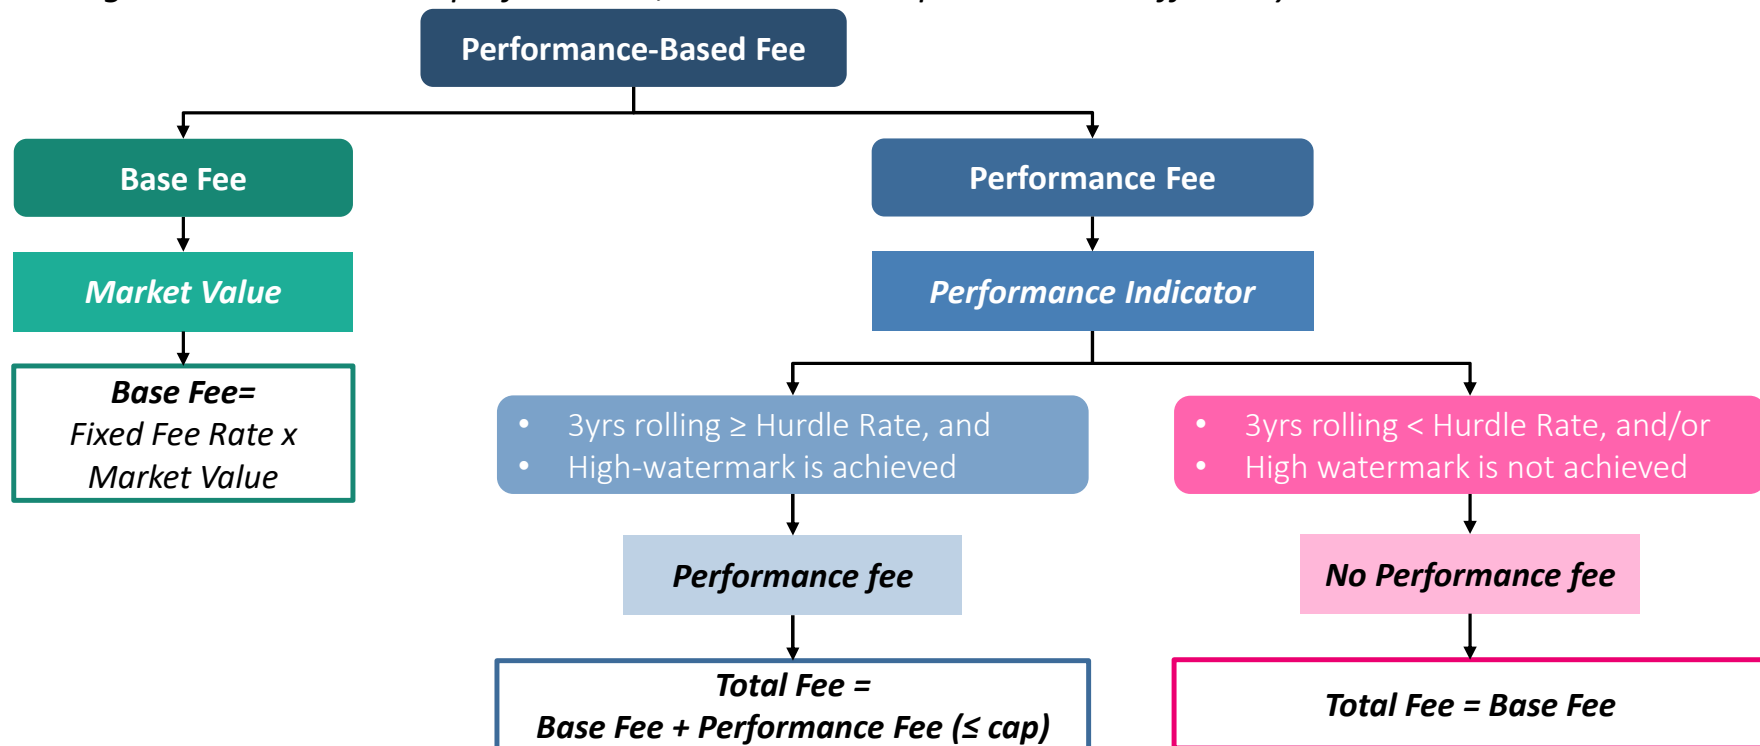 Performance-Based Fee
Base Fee
Performance Fee
Market Value
Performance Indicator
Base Fee=
Fixed Fee Rate x
Market Value
• 3yrs rolling ≥ Hurdle Rate, and
• High-watermark is achieved
• 3yrs rolling < Hurdle Rate, and/or
• High watermark is not achieved
Performance fee
No Performance fee
Total Fee =
Base Fee + Performance Fee (≤ cap)
Total Fee = Base Fee